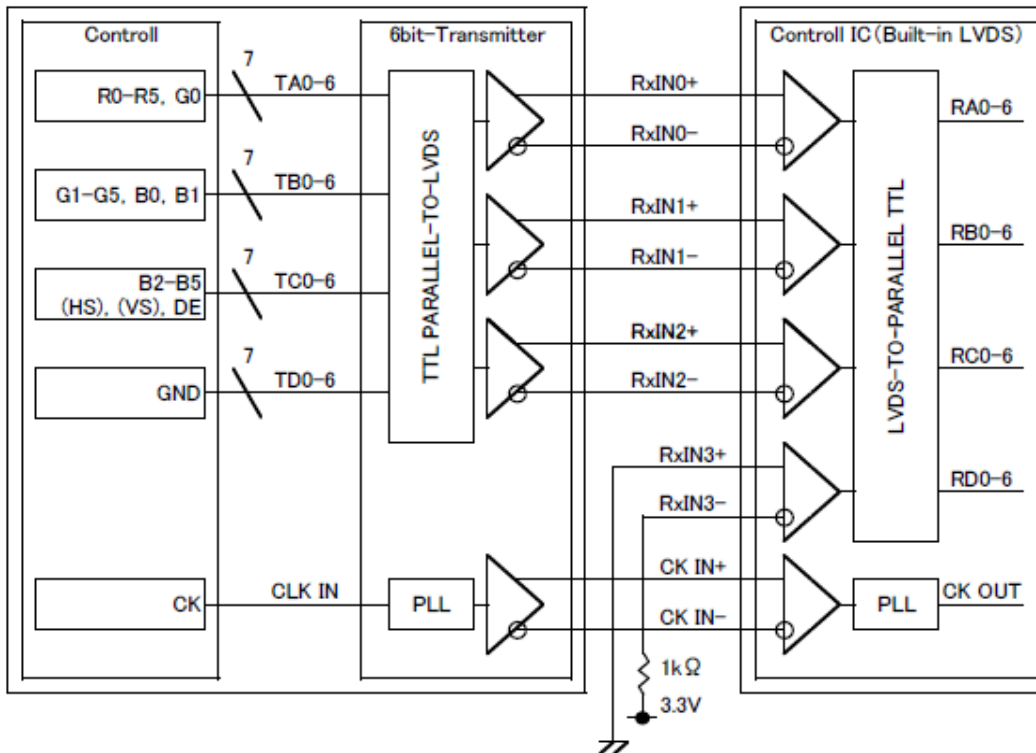 Controll
6bit-Transmitter
Controll IC(Built-in LVDS)
R0-R5, G0
7
TA0-6
RxIN0+
RxIN0-
RA0-6
G1-G5, B0, B1
7
TB0-6
RxIN1+
RxIN1-
RB0-6
B2-B5
(HS), (VS), DE
7
TC0-6
RxIN2+
RxIN2-
RC0-6
GND
7
TD0-6
RxIN3+
RxIN3-
RD0-6
TTL PARALLEL-TO-LVDS
LVDS-TO-PARALLEL TTL
CK
CLK IN
PLL
CK IN+
CK IN-
PLL
CK OUT
1kΩ
3.3V